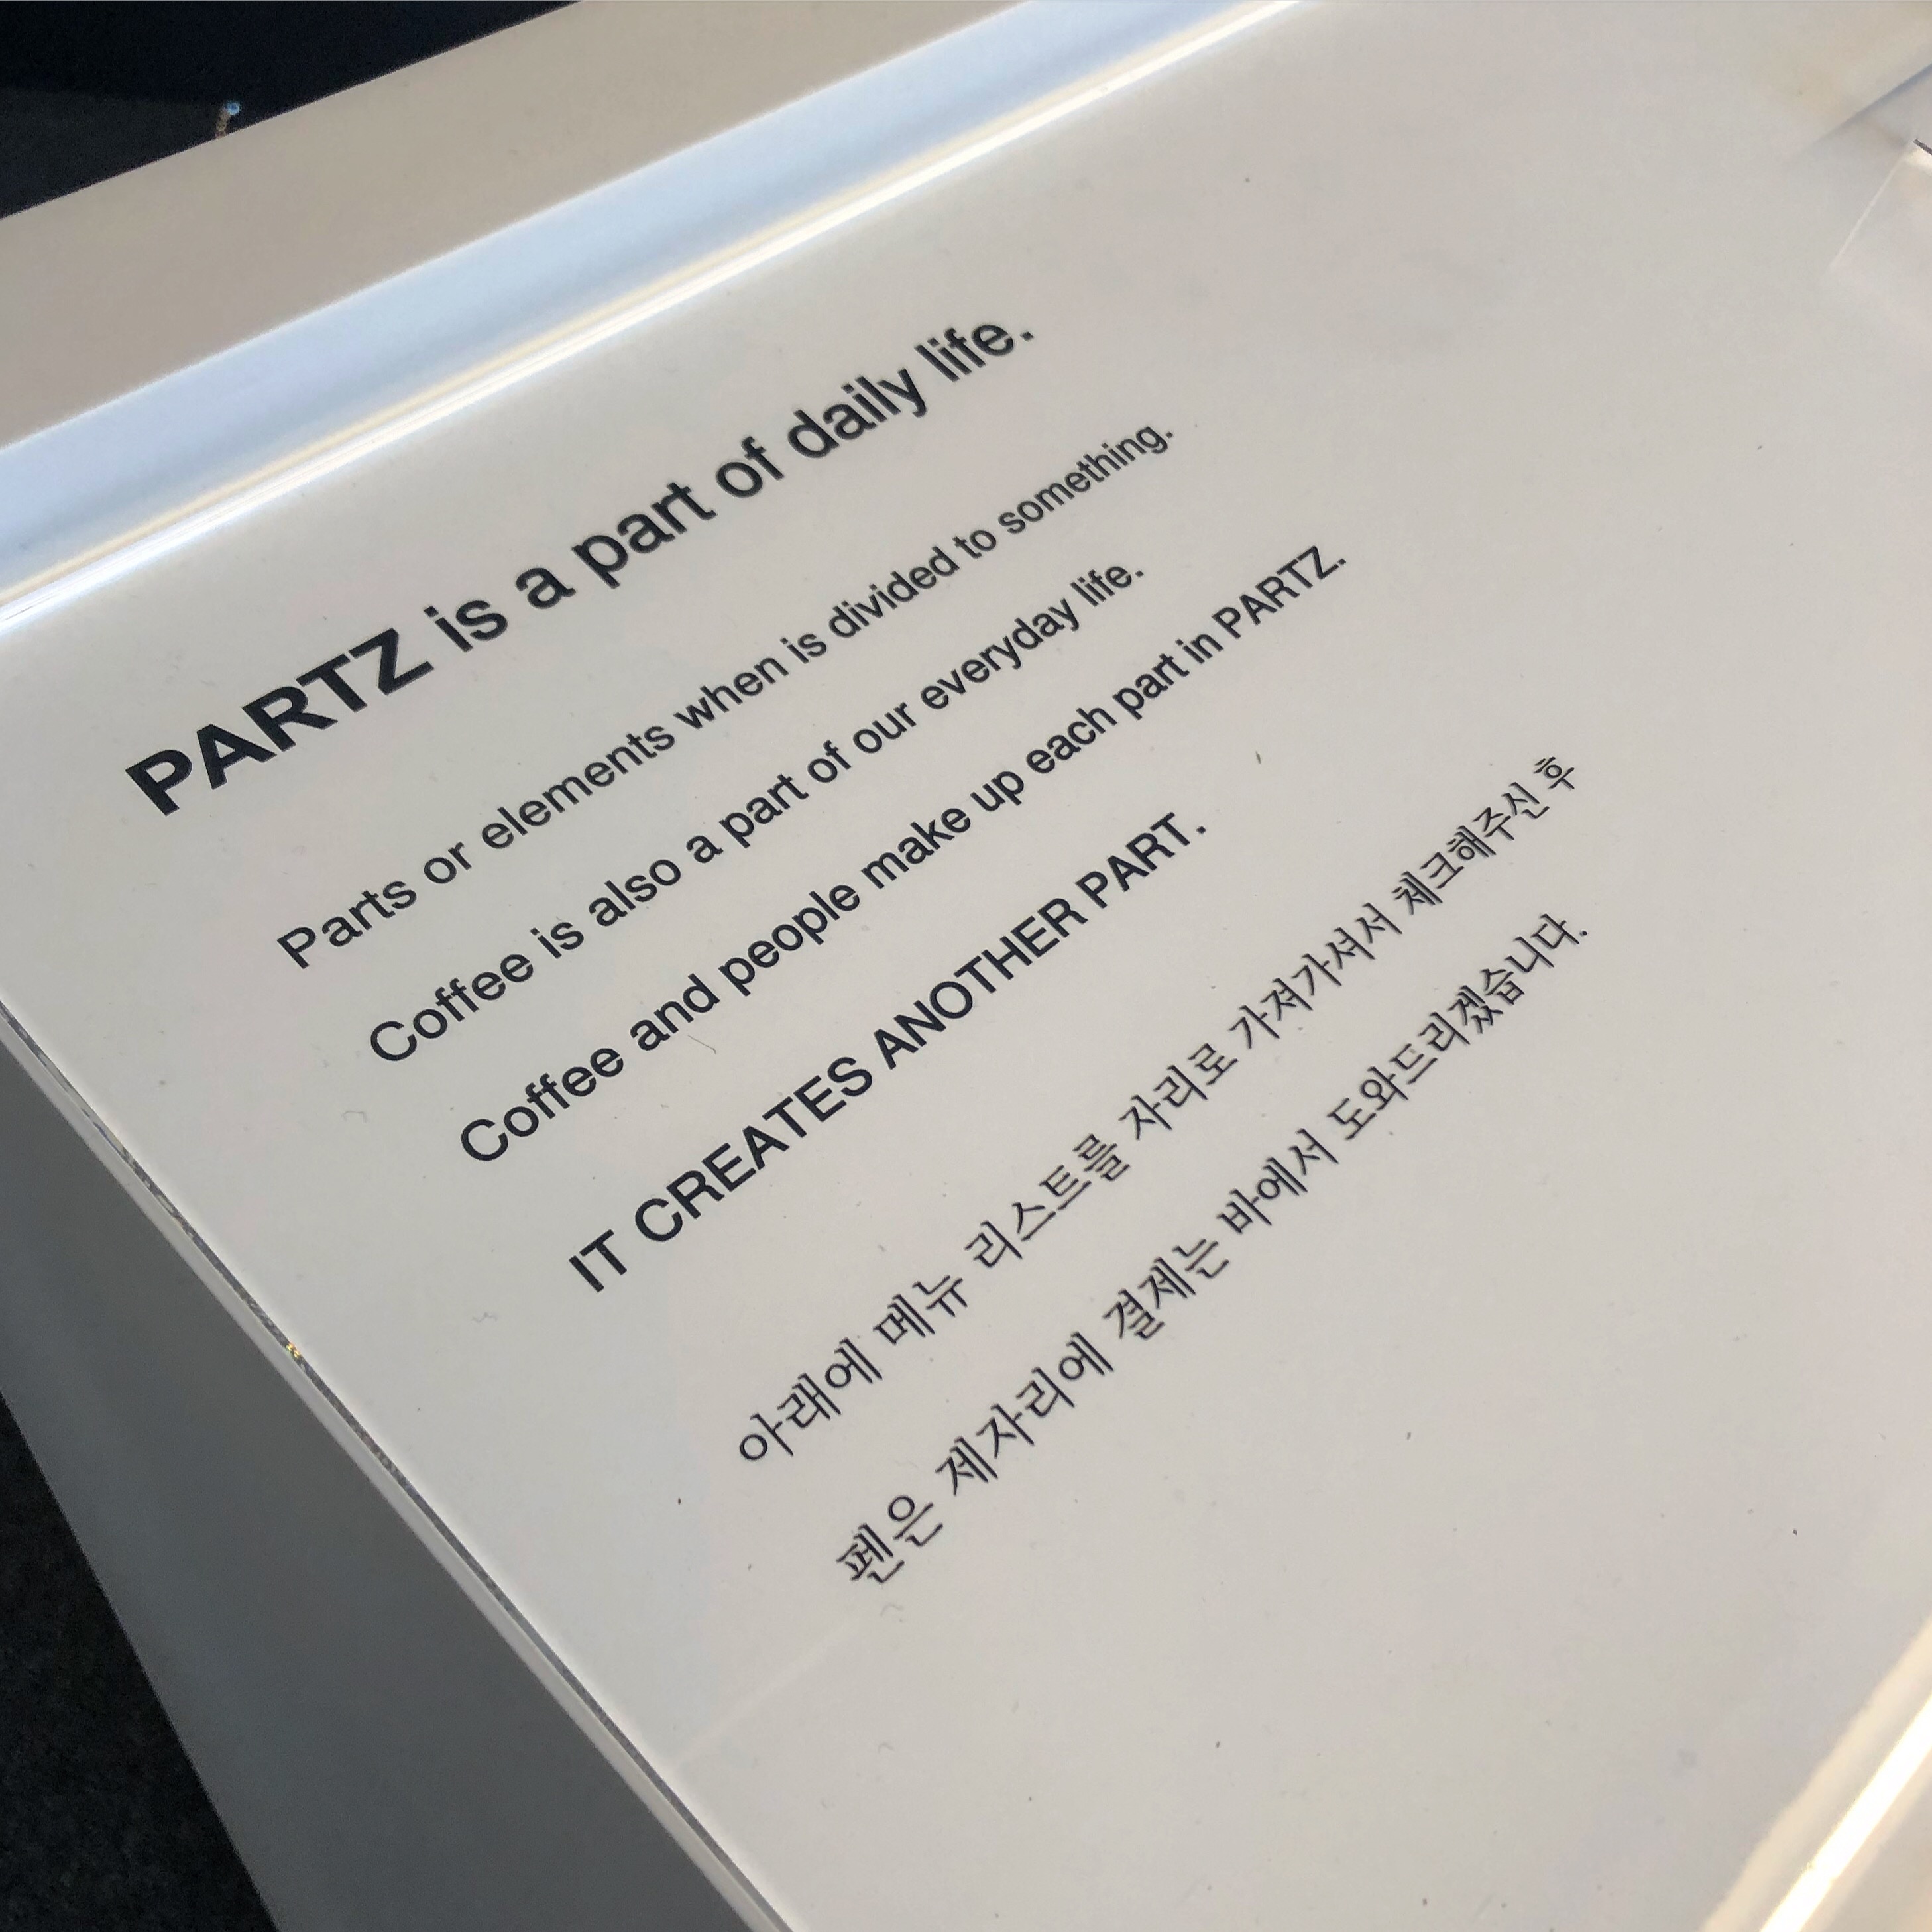 PARTZ is a part of daily life.
Parts or elements when is divided to something.
Coffee is also a part of our everyday life.
Coffee and people make up each part in PARTZ.
IT CREATES ANOTHER PART.
아래에 메뉴 리스트를 자리로 가져가셔서 체크해주신 후
펜은 제자리에 결제는 바에서 도와드리겠습니다.